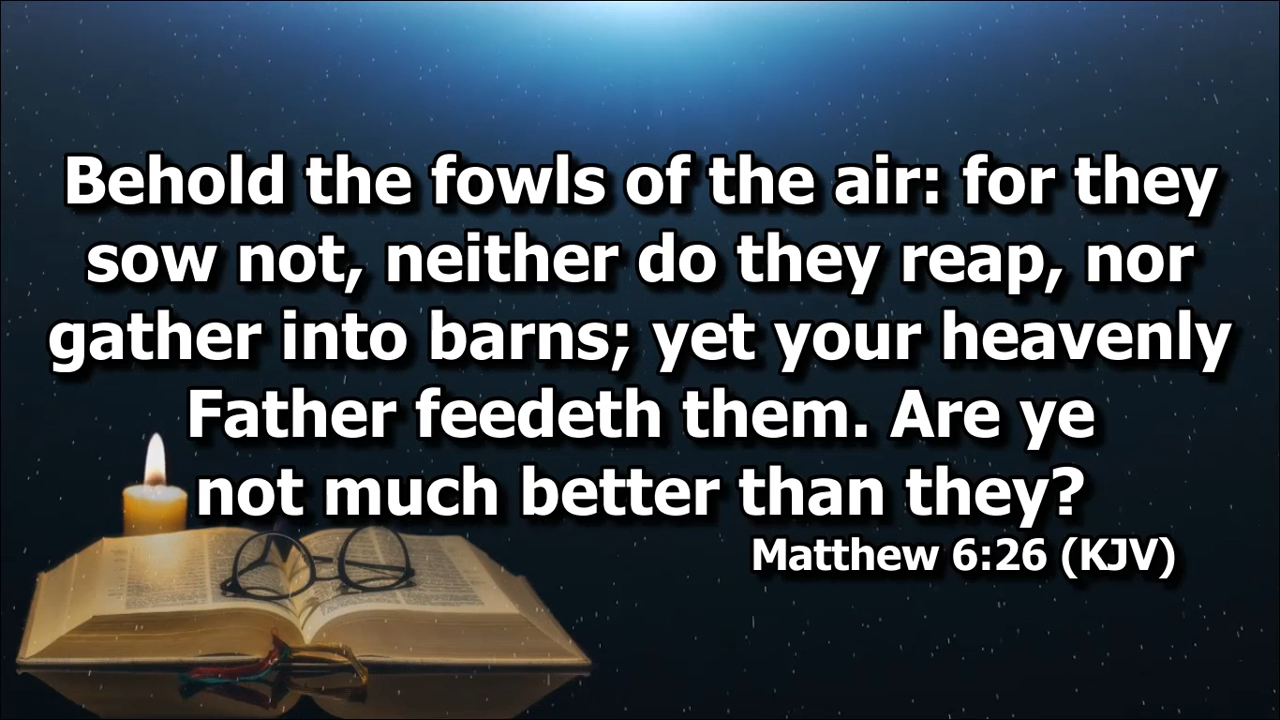 Behold the fowls of the air: for they
sow not, neither do they reap, nor
gather into barns; yet your heavenly
Father feedeth them. Are ye
not much better than they?
Matthew 6:26 (KJV)